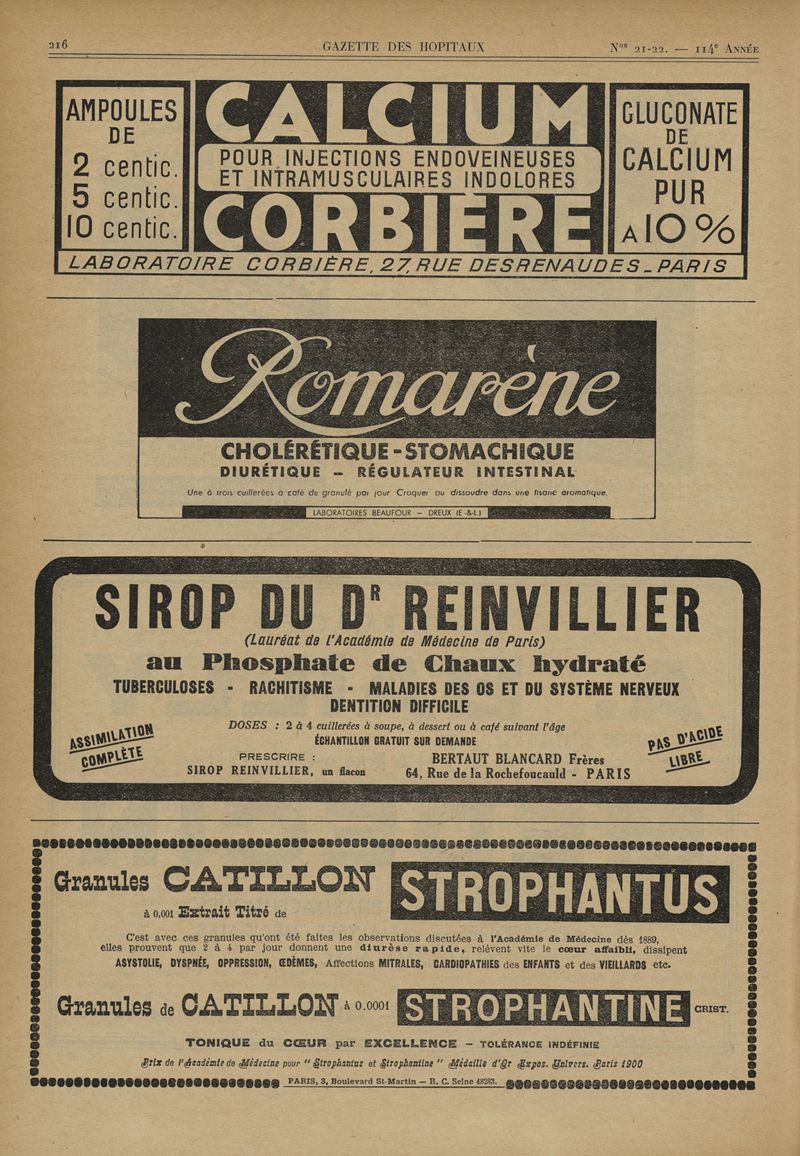 216
GAZETTE DES HOPITAUX
Nos 21-22. — 114e ANNÉE
AMPOULES
DE
2 centic.
5 centic.
10 centic.
CALCIUM
POUR INJECTIONS ENDOVEINEUSES
ET INTRAMUSCULAIRES INDOLORES
CORBIÈRE
GLUCONATE
DE
CALCIUM
PUR
A 10 %
LABORATOIRE CORBIÈRE, 27, RUE DESRENAUDES _ PARIS
Romarène
CHOLÉRÉTIQUE - STOMACHIQUE
DIURÉTIQUE — RÉGULATEUR INTESTINAL
Une à trois cuillerées a café de granulé par jour Croquer ou dissoudre dans une tisane aromatique.
LABORATOIRES BEAUFOUR — DREUX (E-&-L)
SIROP DU DR REINVILLIER
(Lauréat de l'Académie de Médecine de Paris)
au Phosphate de Chaux hydraté
TUBERCULOSES - RACHITISME - MALADIES DES OS ET DU SYSTÈME NERVEUX
DENTITION DIFFICILE
ASSIMILATION
COMPLÈTE
DOSES : 2 à 4 cuillerées à soupe, à dessert ou à café suivant l'âge
ÉCHANTILLON GRATUIT SUR DEMANDE
PRESCRIRE :
SIROP REINVILLIER, un flacon
BERTAUT BLANCARD Frères
64, Rue de la Rochefoucauld - PARIS
PAS D'ACIDE
LIBRE
Granules CATILLON STROPHANTUS
à 0,001 Extrait Titré de
C'est avec ces granules qu'ont été faites les observations discutées à l'Académie de Médecine dès 1889,
elles prouvent que 2 à 4 par jour donnent une diurèse rapide, relèvent vite le cœur affaibli, dissipent
ASYSTOLIE, DYSPNÉE, OPPRESSION, ŒDÈMES, Affections MITRALES, CARDIOPATHIES des ENFANTS et des VIEILLARDS etc.
Granules de CATILLON à 0.0001 STROPHANTINE CRIST.
TONIQUE du CŒUR par EXCELLENCE — TOLÉRANCE INDÉFINIE
Prix de l'Académie de Médecine pour " Strophantus et Strophantine " Médaille d'Or Expos. Univers. Paris 1900
PARIS, 3, Boulevard St-Martin — R. C. Seine 48283.